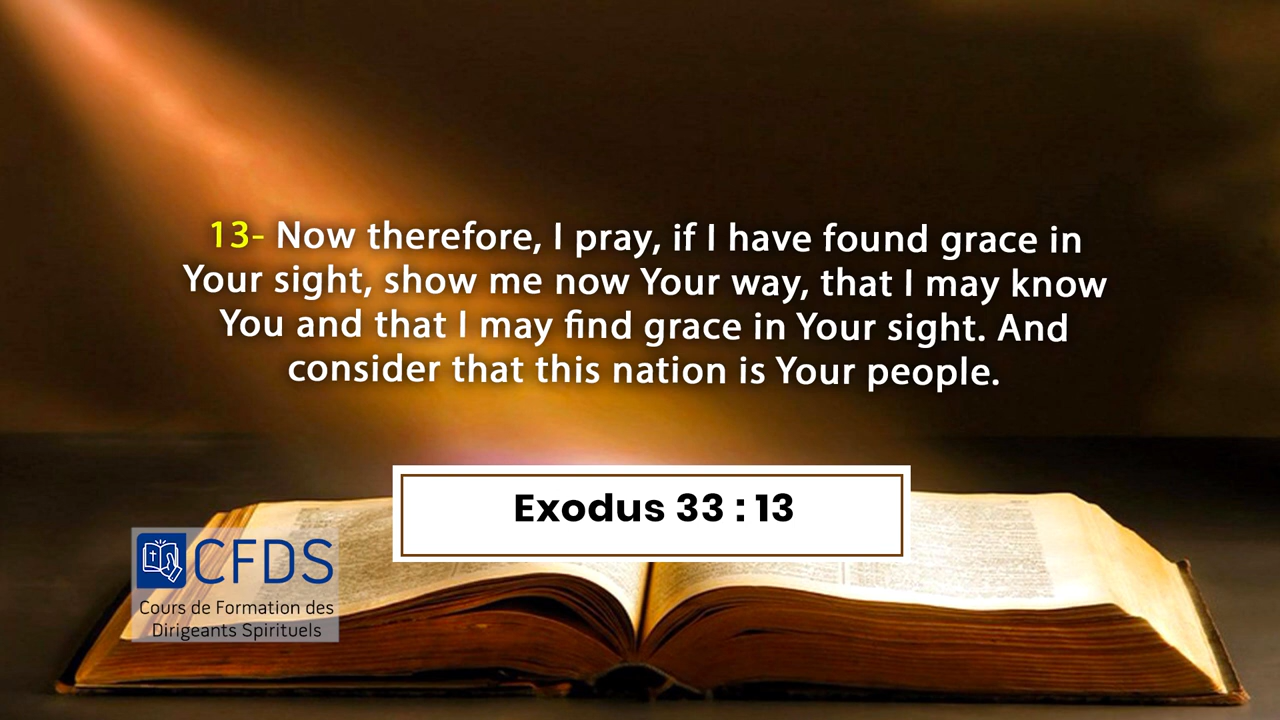 13- Now therefore, I pray, if I have found grace in
Your sight, show me now Your way, that I may know
You and that I may find grace in Your sight. And
consider that this nation is Your people.
Exodus 33 : 13
CFDS
Cours de Formation des
Dirigeants Spirituels